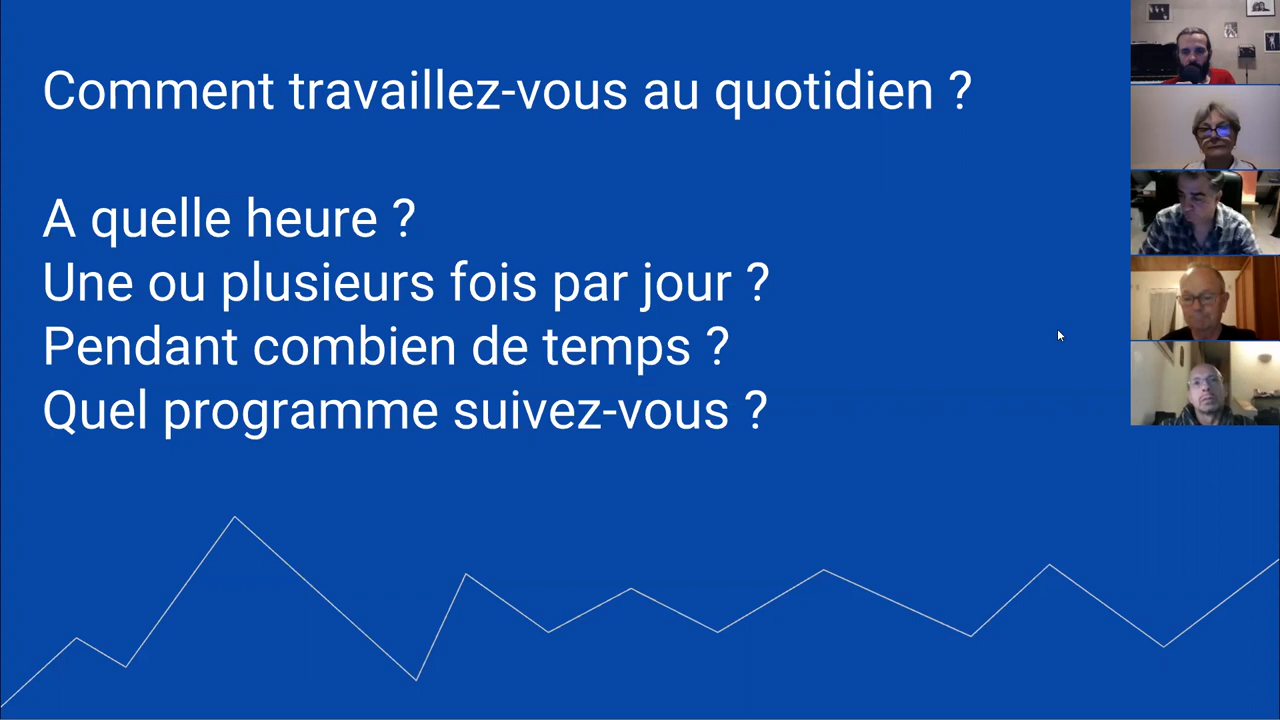 Comment travaillez-vous au quotidien ?
A quelle heure ?
Une ou plusieurs fois par jour ?
Pendant combien de temps ?
Quel programme suivez-vous ?